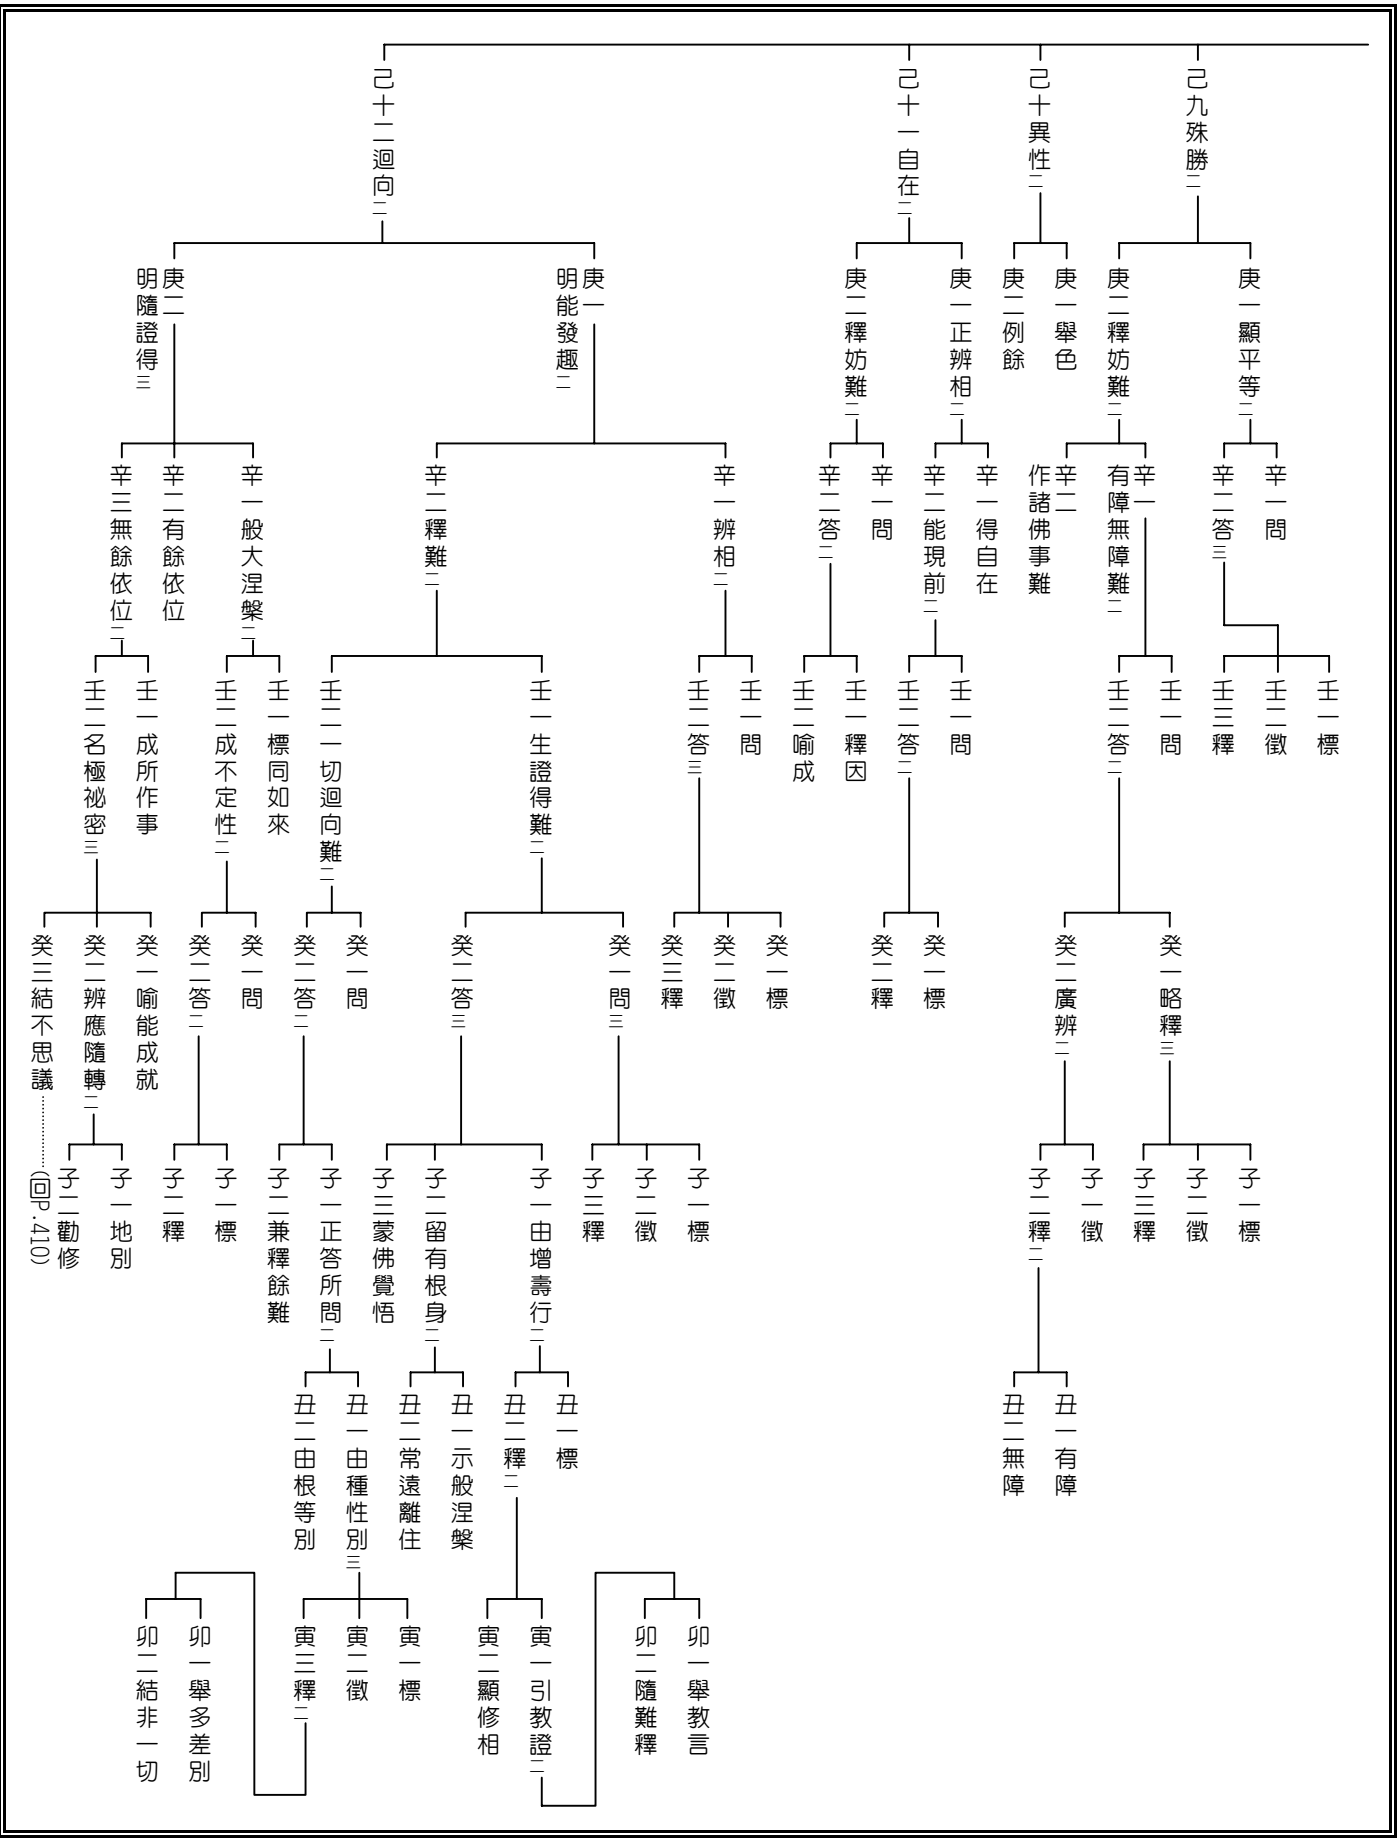 己九殊勝二
己十異性二
己十一自在二
己十二迴向二
庚一顯平等二
庚二釋妨難二
庚一舉色
庚二例餘
庚一正辨相二
庚二釋妨難二
庚一
明能發趣二
庚二
明隨證得三
辛一問
辛二答三
辛一
有障無障難二
辛二
作諸佛事難
辛一得自在
辛二能現前二
辛一問
辛二答二
辛一辨相二
辛二釋難二
辛一般大涅槃二
辛二有餘依位
辛三無餘依位二
壬一標
壬二徵
壬三釋
壬一問
壬二答二
壬一問
壬二答二
壬一釋因
壬二喻成
壬一問
壬二答三
壬一生證得難二
壬二一切迴向難二
壬一標同如來
壬二成不定性二
壬一成所作事
壬二名極祕密三
癸一略釋三
癸二廣辨二
癸一標
癸二釋
癸一標
癸二徵
癸三釋
癸一問三
癸二答三
癸一問
癸二答二
癸一問
癸二答二
癸一喻能成就
癸二辨應隨轉二
癸三結不思議………(回P.410)
子一標
子二徵
子三釋
子一徵
子二釋二
子一標
子二徵
子三釋
子一由增壽行二
子二留有根身二
子三蒙佛覺悟
子一正答所問二
子二兼釋餘難
子一標
子二釋
子一地別
子二勸修
丑一有障
丑二無障
丑一標
丑二釋二
丑一示般涅槃
丑二常遠離住
丑一由種性別三
丑二由根等別
寅一引教證二
寅二顯修相
寅一標
寅二徵
寅三釋二
卯一舉教言
卯二隨難釋
卯一舉多差別
卯二結非一切